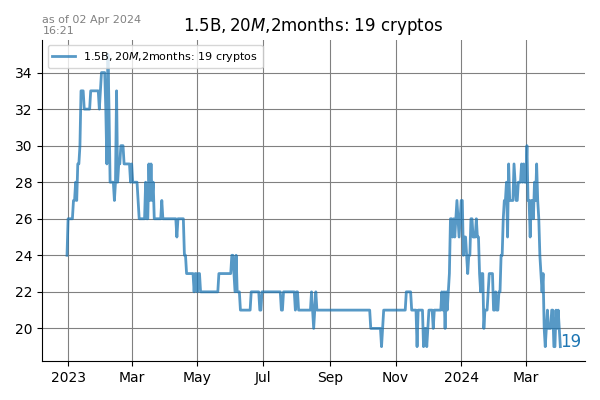 as of 02 Apr 2024
16:21
1.5B, 20M,2months: 19 cryptos
1.5B, 20M,2months: 19 cryptos
34
32
30
28
26
24
22
20
19
2023 Mar May Jul Sep Nov 2024 Mar